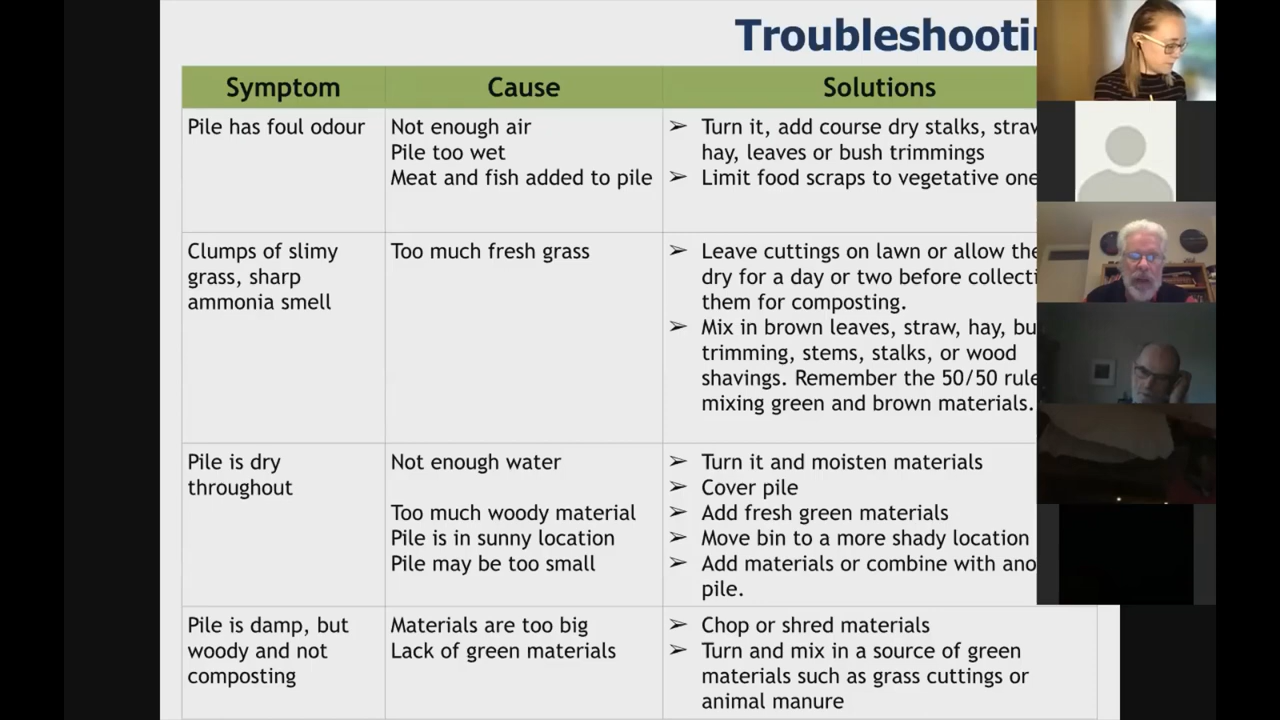 Troubleshooti
Symptom
Cause
Solutions
Pile has foul odour
Not enough air
Pile too wet
Meat and fish added to pile
➢ Turn it, add course dry stalks, straw
hay, leaves or bush trimmings
➢ Limit food scraps to vegetative one
Clumps of slimy
grass, sharp
ammonia smell
Too much fresh grass
➢ Leave cuttings on lawn or allow the
dry for a day or two before collecti
them for composting.
➢ Mix in brown leaves, straw, hay, bu
trimming, stems, stalks, or wood
shavings. Remember the 50/50 rule
mixing green and brown materials.
Pile is dry
throughout
Not enough water
Too much woody material
Pile is in sunny location
Pile may be too small
➢ Turn it and moisten materials
➢ Cover pile
➢ Add fresh green materials
➢ Move bin to a more shady location
➢ Add materials or combine with ano
pile.
Pile is damp, but
woody and not
composting
Materials are too big
Lack of green materials
➢ Chop or shred materials
➢ Turn and mix in a source of green
materials such as grass cuttings or
animal manure